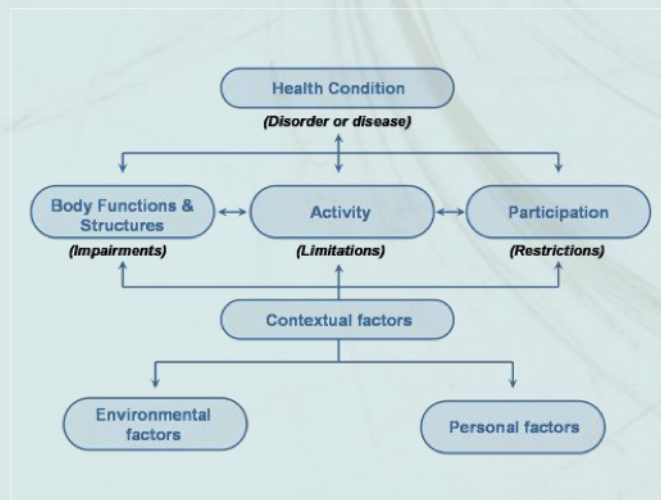 Health Condition
(Disorder or disease)
Body Functions &
Structures
Activity
Participation
(Impairments)
(Limitations)
(Restrictions)
Contextual factors
Environmental
factors
Personal factors